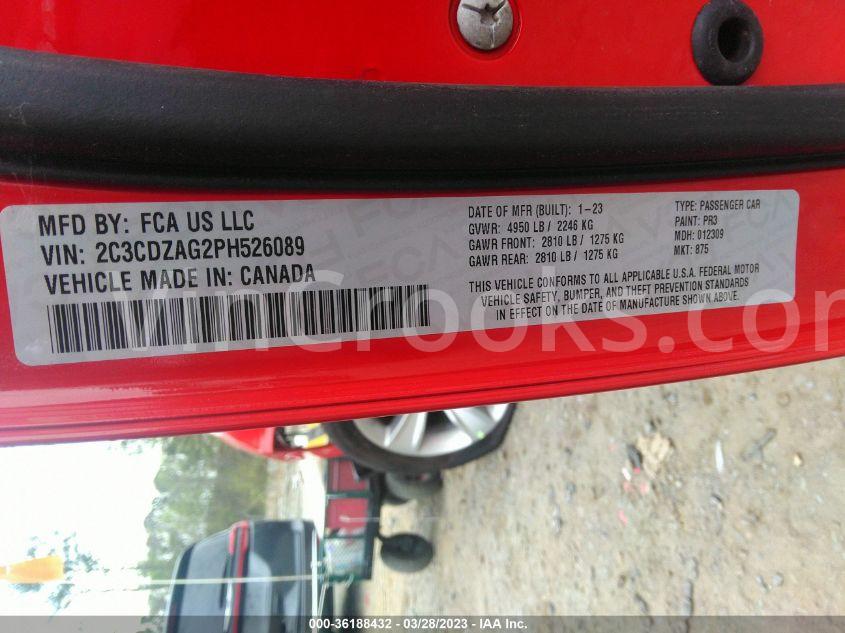 MFD BY: FCA US LLC
VIN: 2C3CDZAG2PH526089
VEHICLE MADE IN: CANADA
DATE OF MFR (BUILT): 1-23
GVWR: 4950 LB / 2246 KG
GAWR FRONT: 2810 LB / 1275 KG
GAWR REAR: 2810 LB / 1275 KG
TYPE: PASSENGER CAR
PAINT: PR3
MDH: 012309
MKT: 875
THIS VEHICLE CONFORMS TO ALL APPLICABLE U.S.A. FEDERAL MOTOR
VEHICLE SAFETY, BUMPER, AND THEFT PREVENTION STANDARDS
IN EFFECT ON THE DATE OF MANUFACTURE SHOWN ABOVE.
VinCrooks.com
000-36188432 - 03/28/2023 - IAA Inc.